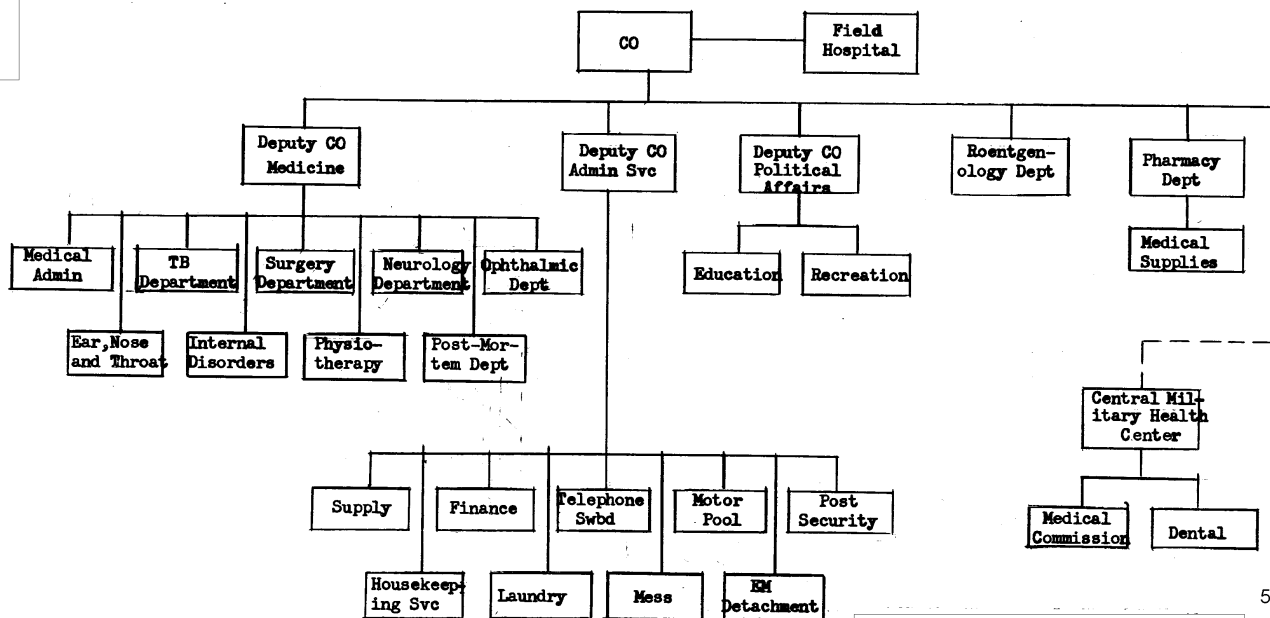 CO
Field
Hospital
Deputy CO
Medicine
Deputy CO
Admin Svc
Deputy CO
Political
Affairs
Roentgen-
ology Dept
Pharmacy
Dept
Medical
Admin
TB
Department
Surgery
Department
Neurology
Department
Ophthalmic
Dept
Education
Recreation
Medical
Supplies
Ear, Nose
and Throat
Internal
Disorders
Physio-
therapy
Post-Mor-
tem Dept
Central Mil-
itary Health
Center
Supply
Finance
Telephone
Swbd
Motor
Pool
Post
Security
Medical
Commission
Dental
Housekeep-
ing Svc
Laundry
Mess
EM
Detachment
5